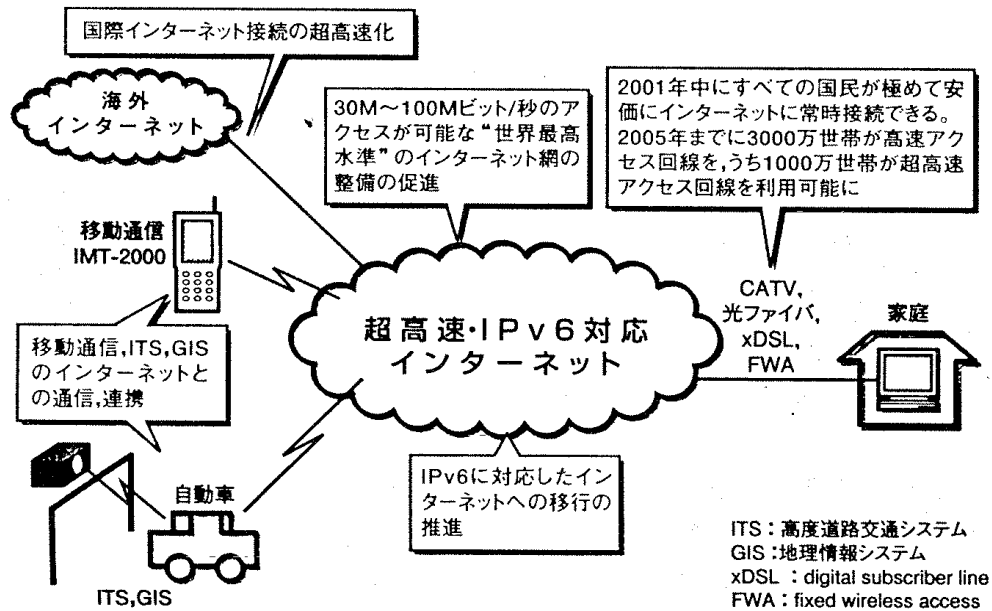 国際インターネット接続の超高速化
海外
インターネット
30M～100Mビット/秒のア
クセスが可能な“世界最高
水準”のインターネット網の
整備の促進
2001年中にすべての国民が極めて安
価にインターネットに常時接続できる。
2005年までに3000万世帯が高速アク
セス回線を,うち1000万世帯が超高速
アクセス回線を利用可能に
移動通信
IMT-2000
移動通信,ITS,GIS
のインターネットと
の通信,連携
超高速・IPv6対応
インターネット
CATV,
光ファイバ,
xDSL,
FWA
家庭
IPv6に対応したイン
ターネットへの移行の
推進
自動車
ITS,GIS
ITS：高度道路交通システム
GIS：地理情報システム
xDSL：digital subscriber line
FWA：fixed wireless access